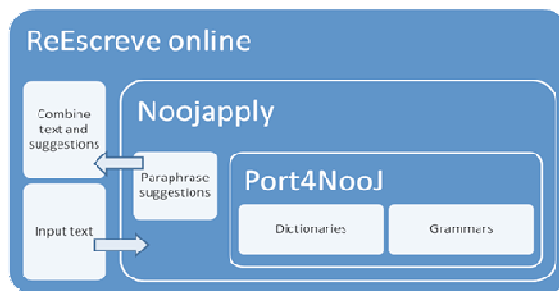 ReEscreve online
Combine
text and
suggestions
Noojapply
Paraphrase
suggestions
Port4NooJ
Input text
Dictionaries
Grammars